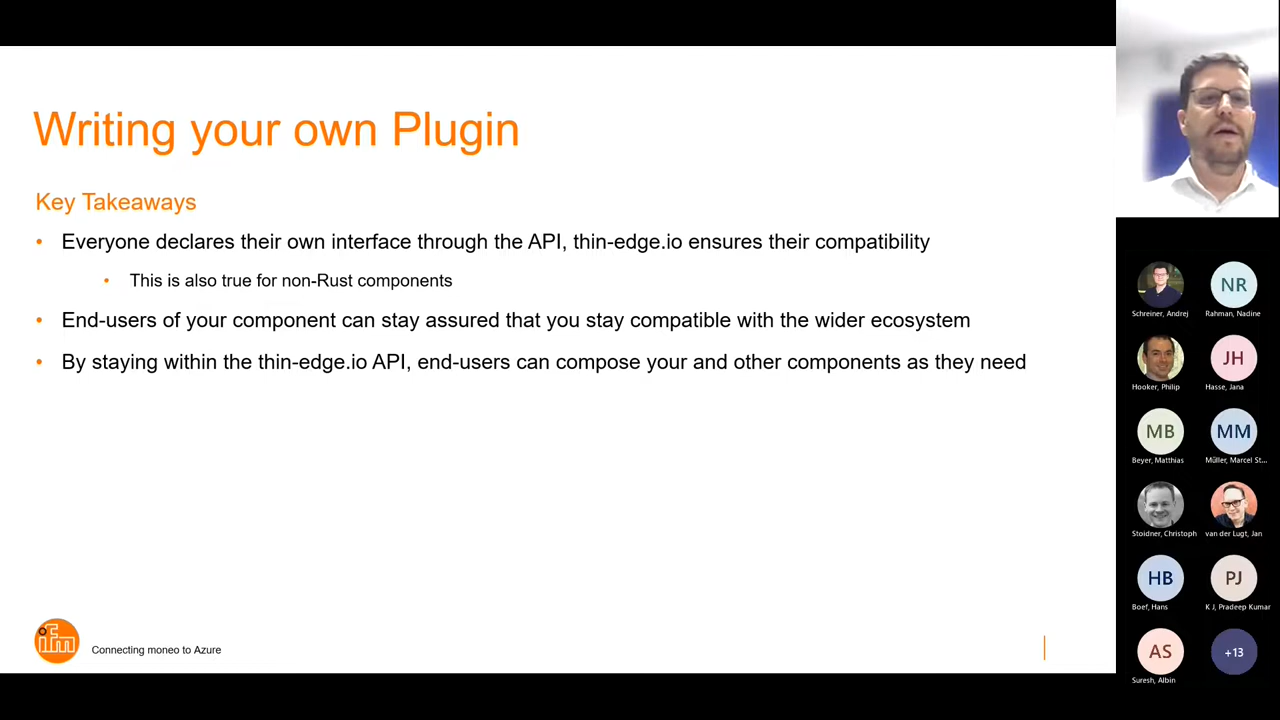 Writing your own Plugin
Key Takeaways
• Everyone declares their own interface through the API, thin-edge.io ensures their compatibility
• This is also true for non-Rust components
• End-users of your component can stay assured that you stay compatible with the wider ecosystem
• By staying within the thin-edge.io API, end-users can compose your and other components as they need
ifm
Connecting moneo to Azure
Schreiner, Andrej
NR
Rahman, Nadine
Hooker, Philip
JH
Hasse, Jana
MB
Beyer, Matthias
MM
Müller, Marcel St...
Stoidner, Christoph
van der Lugt, Jan
HB
Boef, Hans
PJ
K J, Pradeep Kumar
AS
Suresh, Albin
+13